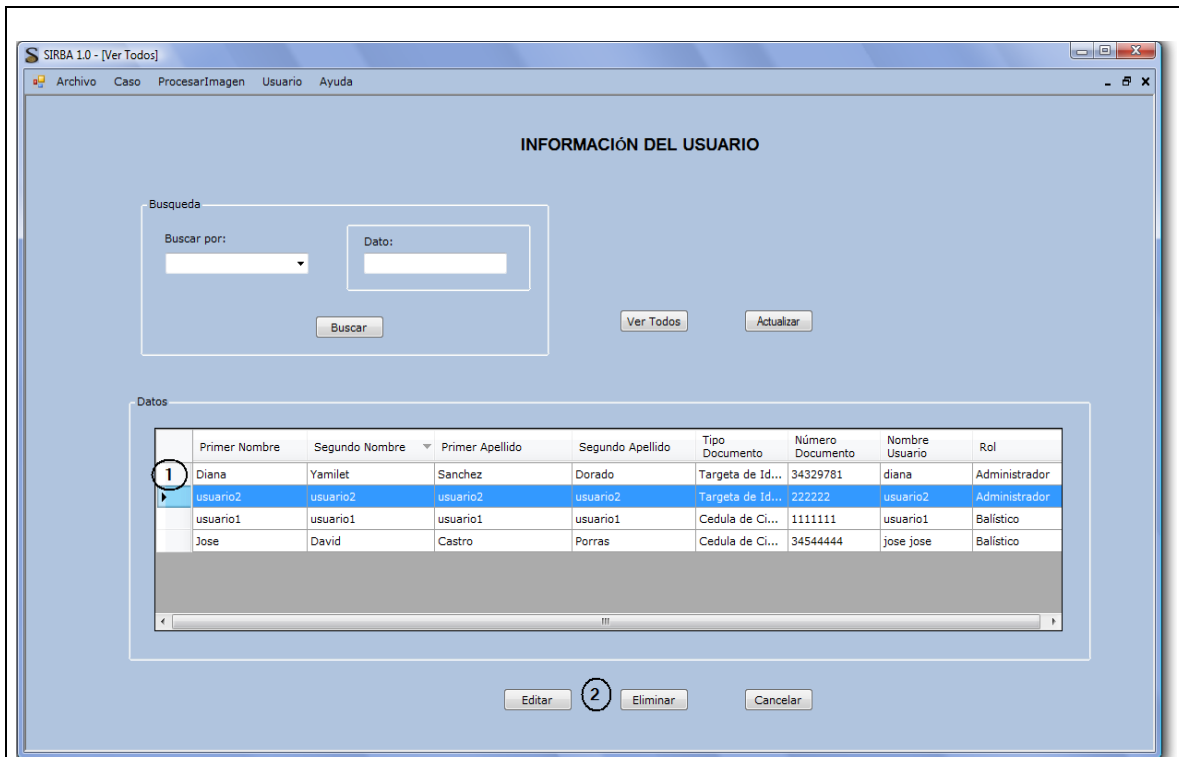 SIRBA 1.0 - [Ver Todos]
Archivo Caso ProcesarImagen Usuario Ayuda
INFORMACIÓN DEL USUARIO
Busqueda
Buscar por: Dato:
Buscar Ver Todos Actualizar
Datos
Primer Nombre Segundo Nombre Primer Apellido Segundo Apellido Tipo Documento Número Documento Nombre Usuario Rol
1 Diana Yamilet Sanchez Dorado Targeta de Id... 34329781 diana Administrador
usuario2 usuario2 usuario2 usuario2 Targeta de Id... 222222 usuario2 Administrador
usuario1 usuario1 usuario1 usuario1 Cedula de Ci... 1111111 usuario1 Balístico
Jose David Castro Porras Cedula de Ci... 34544444 jose jose Balístico
Editar 2 Eliminar Cancelar